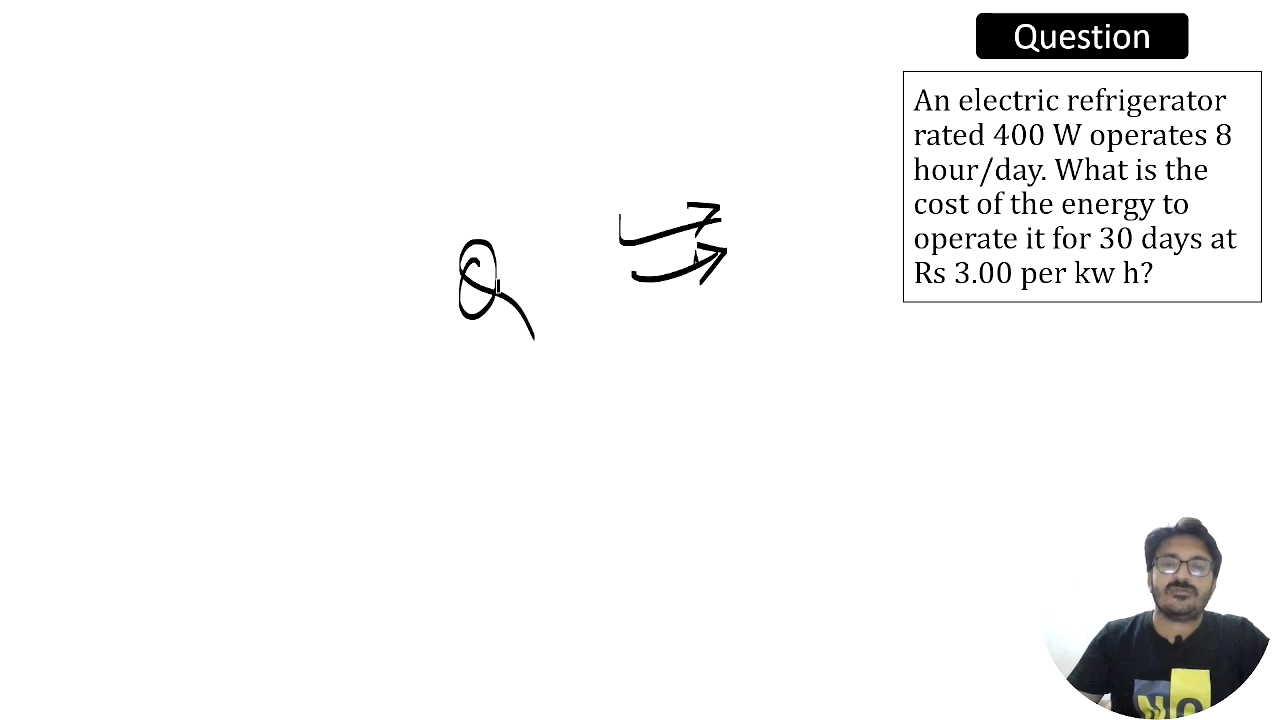 Question
An electric refrigerator
rated 400 W operates 8
hour/day. What is the
cost of the energy to
operate it for 30 days at
Rs 3.00 per kw h?
Q